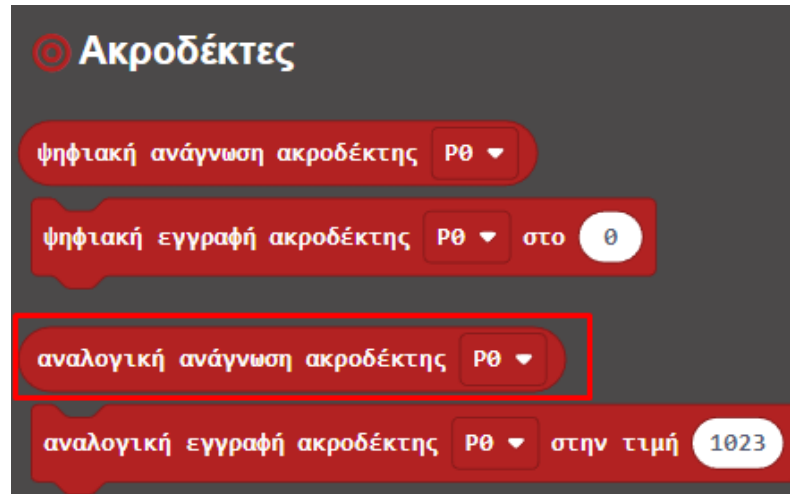 Ακροδέκτες
ψηφιακή ανάγνωση ακροδέκτης P0
ψηφιακή εγγραφή ακροδέκτης P0 στο 0
αναλογική ανάγνωση ακροδέκτης P0
αναλογική εγγραφή ακροδέκτης P0 στην τιμή 1023